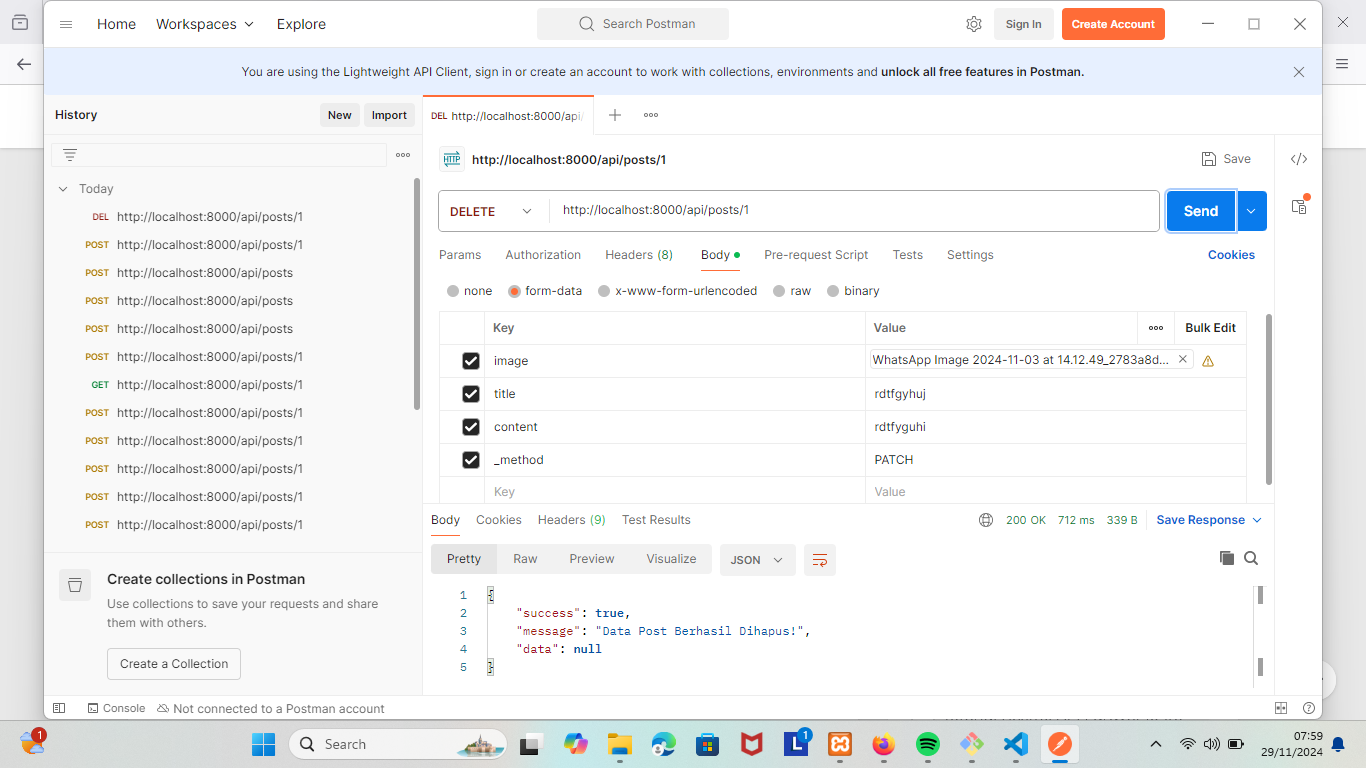 Home
Workspaces
Explore
Search Postman
Sign In
Create Account
You are using the Lightweight API Client, sign in or create an account to work with collections, environments and unlock all free features in Postman.
History
New
Import
DEL http://localhost:8000/api/
Today
DEL http://localhost:8000/api/posts/1
POST http://localhost:8000/api/posts/1
POST http://localhost:8000/api/posts
POST http://localhost:8000/api/posts
POST http://localhost:8000/api/posts
POST http://localhost:8000/api/posts/1
GET http://localhost:8000/api/posts/1
POST http://localhost:8000/api/posts/1
POST http://localhost:8000/api/posts/1
POST http://localhost:8000/api/posts/1
POST http://localhost:8000/api/posts/1
POST http://localhost:8000/api/posts/1
Create collections in Postman
Use collections to save your requests and share
them with others.
Create a Collection
HTTP http://localhost:8000/api/posts/1
Save
DELETE http://localhost:8000/api/posts/1
Send
Params Authorization Headers (8) Body Pre-request Script Tests Settings Cookies
none form-data x-www-form-urlencoded raw binary
Key Value Bulk Edit
image WhatsApp Image 2024-11-03 at 14.12.49_2783a8d...
title rdtfgyhuj
content rdtfyguhi
_method PATCH
Key Value
Body Cookies Headers (9) Test Results 200 OK 712 ms 339 B Save Response
Pretty Raw Preview Visualize JSON
1 {
2 "success": true,
3 "message": "Data Post Berhasil Dihapus!",
4 "data": null
5 }
Console Not connected to a Postman account
1
Search
L 1
07:59
29/11/2024